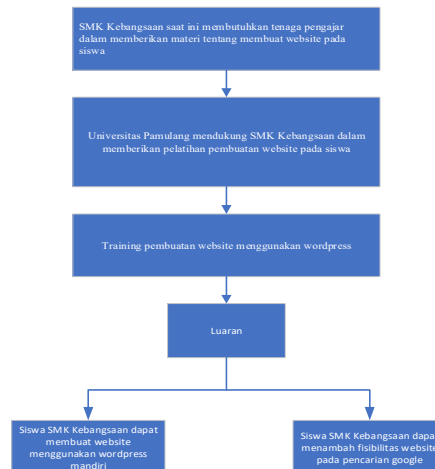 SMK Kebangsaan saat ini membutuhkan tenaga pengajar
dalam memberikan materi tentang membuat website pada
siswa
Universitas Pamulang mendukung SMK Kebangsaan dalam
memberikan pelatihan pembuatan website pada siswa
Training pembuatan website menggunakan wordpress
Luaran
Siswa SMK Kebangsaan dapat
membuat website
menggunakan wordpress
mandiri
Siswa SMK Kebangsaan dapa
menambah fisibilitas website
pada pencarian google